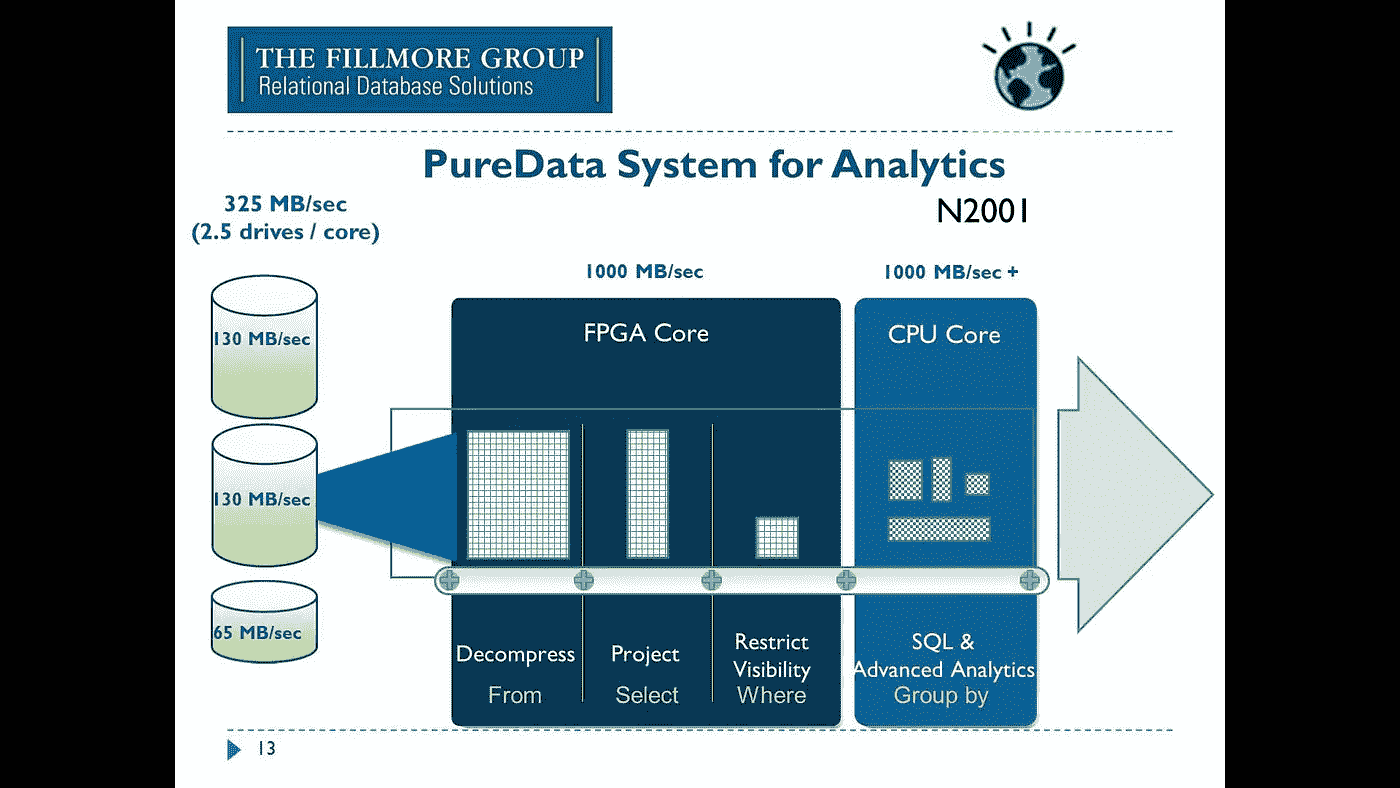 THE FILLMORE GROUP
Relational Database Solutions
PureData System for Analytics
N2001
325 MB/sec
(2.5 drives / core)
1000 MB/sec
1000 MB/sec +
130 MB/sec
130 MB/sec
65 MB/sec
FPGA Core
CPU Core
Decompress
From
Project
Select
Restrict
Visibility
Where
SQL &
Advanced Analytics
Group by
13